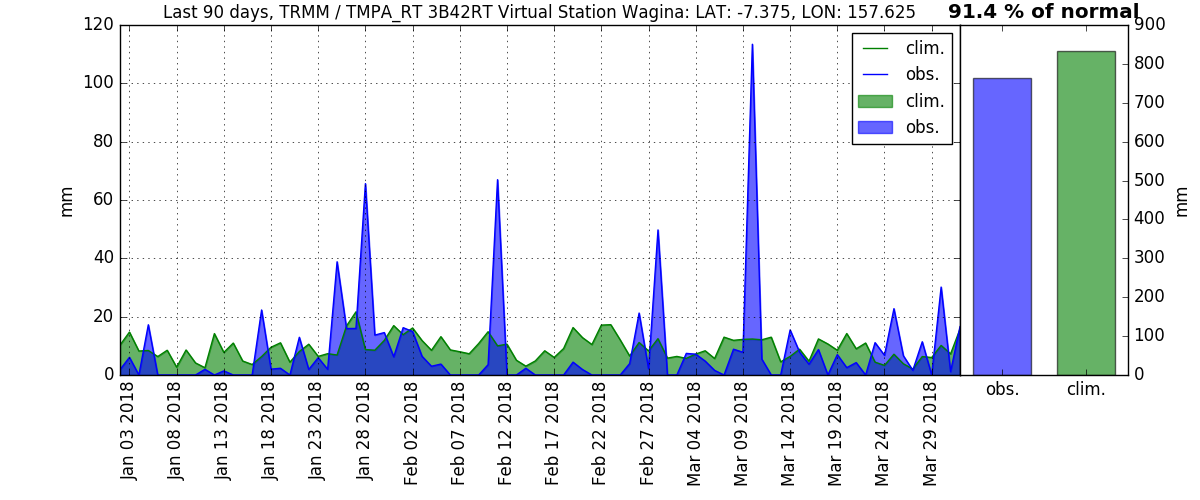 Last 90 days, TRMM / TMPA_RT 3B42RT Virtual Station Wagina: LAT: -7.375, LON: 157.625
91.4 % of normal
120
100
80
60
40
20
0
mm
clim.
obs.
clim.
obs.
Jan 03 2018
Jan 08 2018
Jan 13 2018
Jan 18 2018
Jan 23 2018
Jan 28 2018
Feb 02 2018
Feb 07 2018
Feb 12 2018
Feb 17 2018
Feb 22 2018
Feb 27 2018
Mar 04 2018
Mar 09 2018
Mar 14 2018
Mar 19 2018
Mar 24 2018
Mar 29 2018
900
800
700
600
500
400
300
200
100
0
mm
obs.
clim.